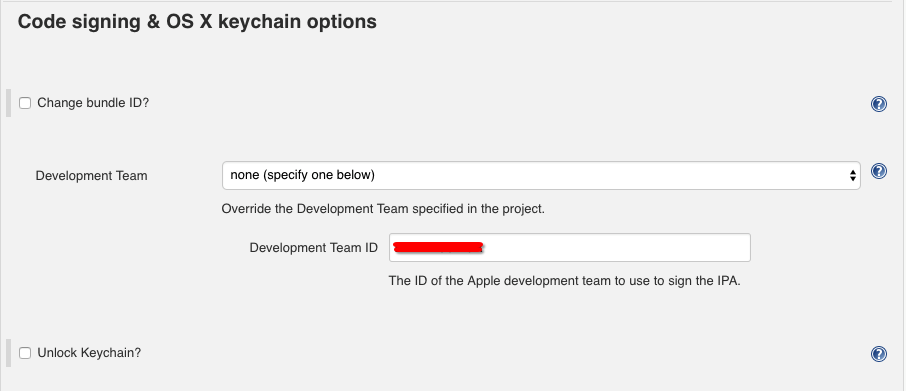 Code signing & OS X keychain options
Change bundle ID?
Development Team
none (specify one below)
Override the Development Team specified in the project.
Development Team ID
The ID of the Apple development team to use to sign the IPA.
Unlock Keychain?